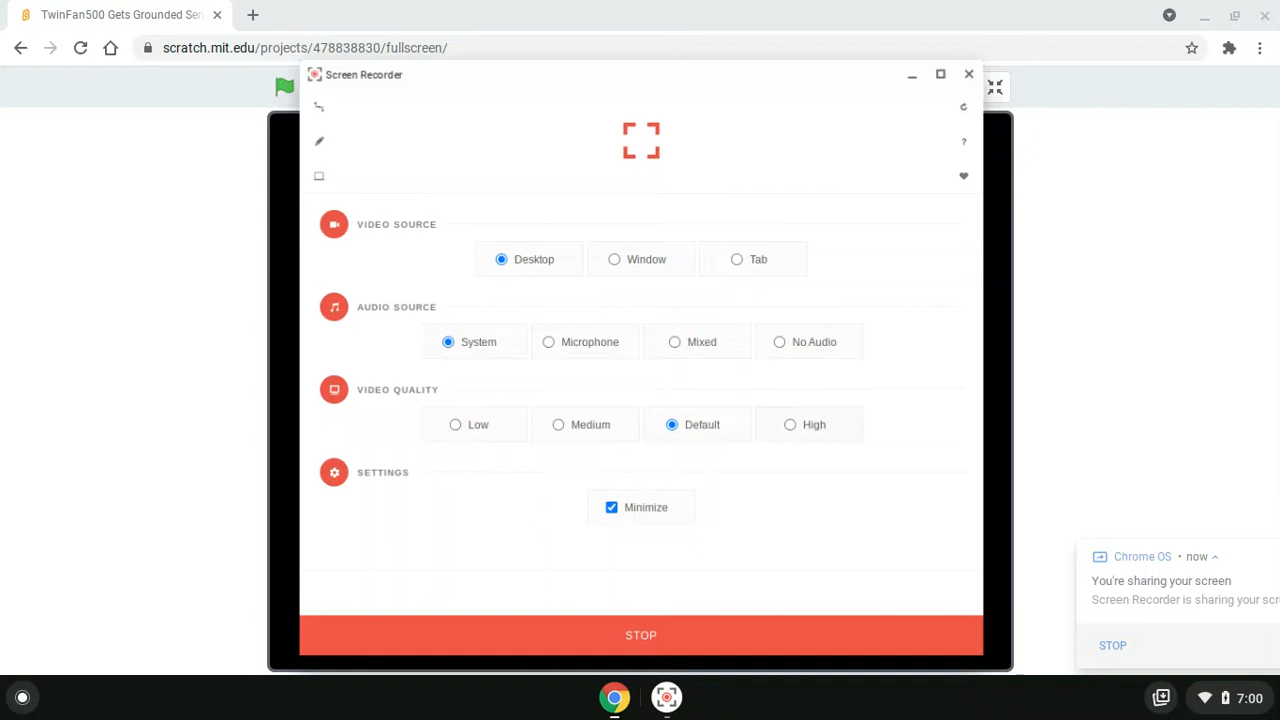 TwinFan500 Gets Grounded Ser
scratch.mit.edu/projects/478838830/fullscreen/
Screen Recorder
?
VIDEO SOURCE
Desktop Window Tab
AUDIO SOURCE
System Microphone Mixed No Audio
VIDEO QUALITY
Low Medium Default High
SETTINGS
Minimize
Chrome OS • now
You're sharing your screen
Screen Recorder is sharing your scr
STOP
STOP
7:00